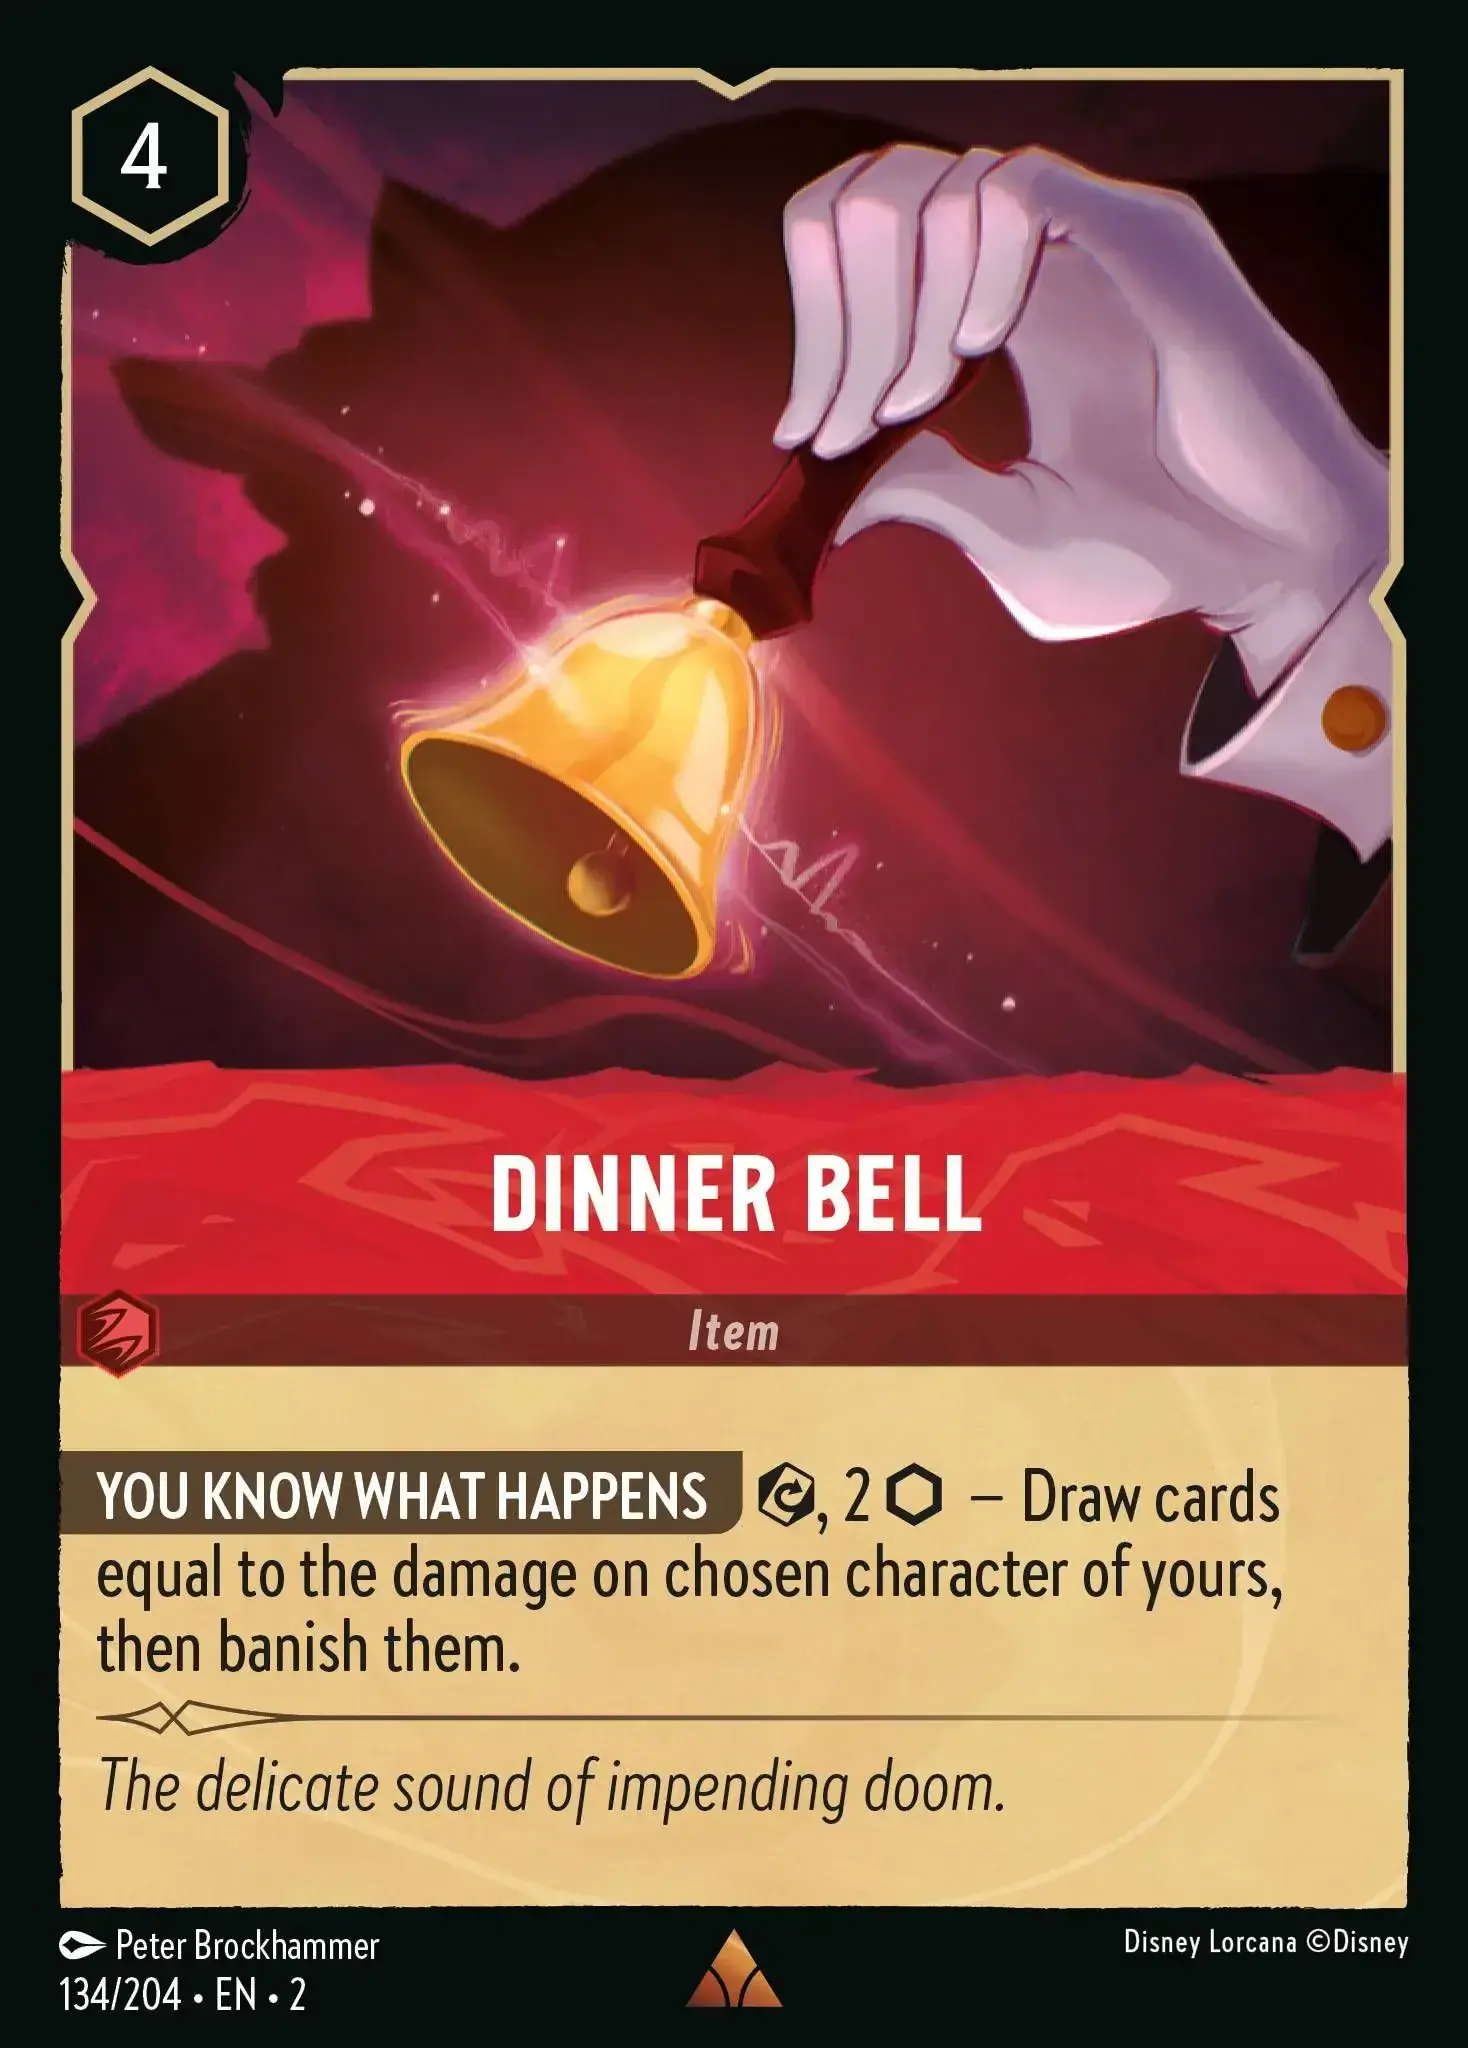 4
DINNER BELL
Item
YOU KNOW WHAT HAPPENS , 2 – Draw cards
equal to the damage on chosen character of yours,
then banish them.
The delicate sound of impending doom.
Peter Brockhammer
Disney Lorcana ©Disney
134/204 • EN • 2